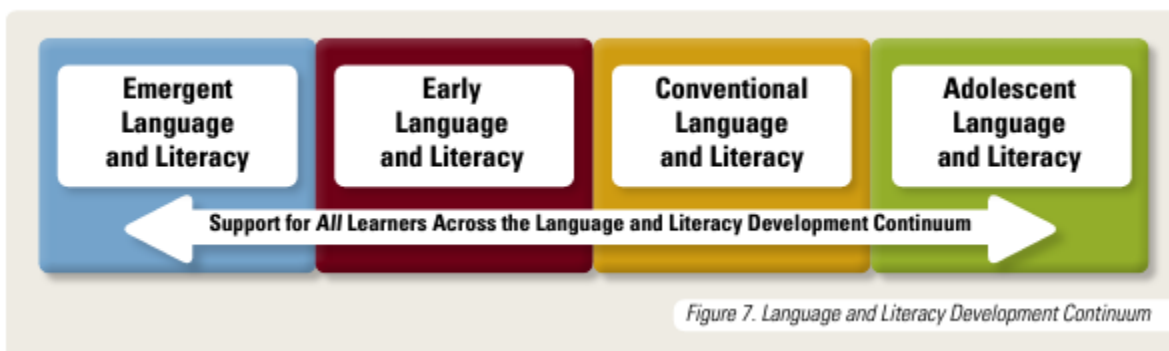 Emergent
Language
and Literacy
Early
Language
and Literacy
Conventional
Language
and Literacy
Adolescent
Language
and Literacy
Support for All Learners Across the Language and Literacy Development Continuum
Figure 7. Language and Literacy Development Continuum